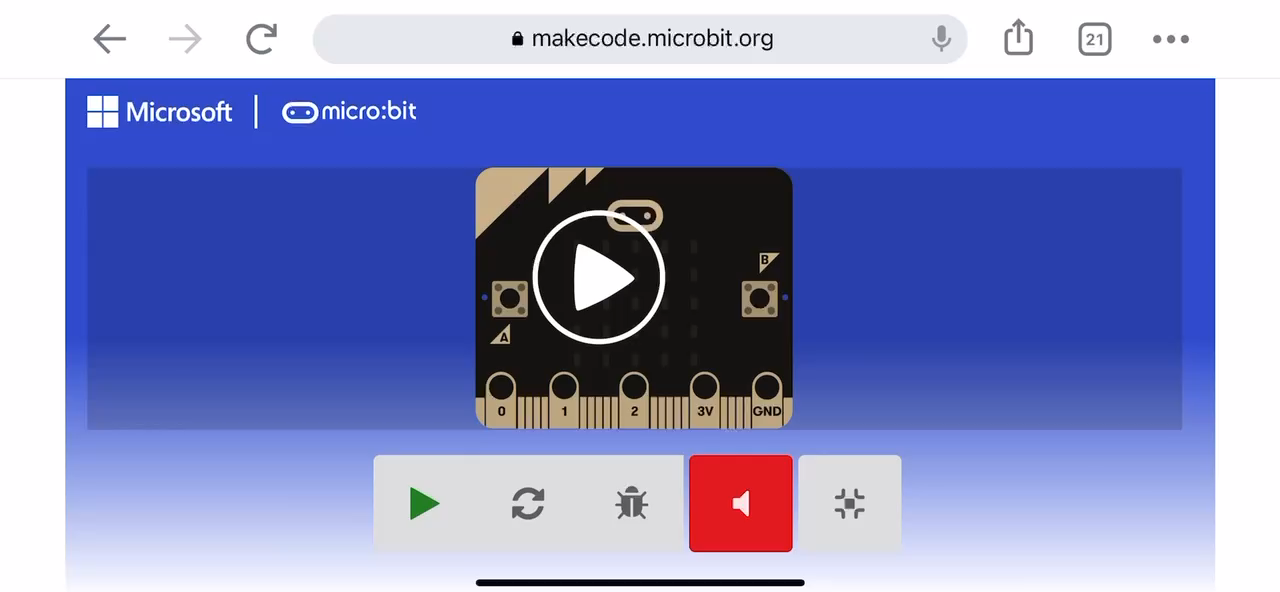 makecode.microbit.org
21
Microsoft
micro:bit
B
A
0 1 2 3V GND